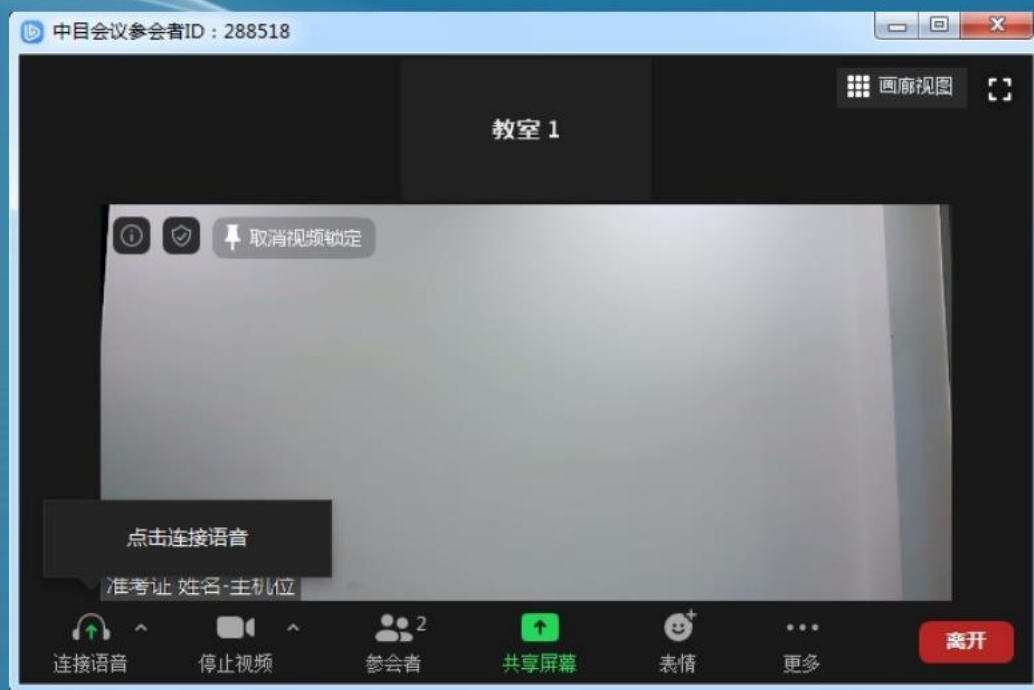 中目会议参会者ID：288518
画廊视图
教室 1
取消视频锁定
点击连接语音
准考证 姓名-主机位
2
连接语音
停止视频
参会者
共享屏幕
表情
更多
离开